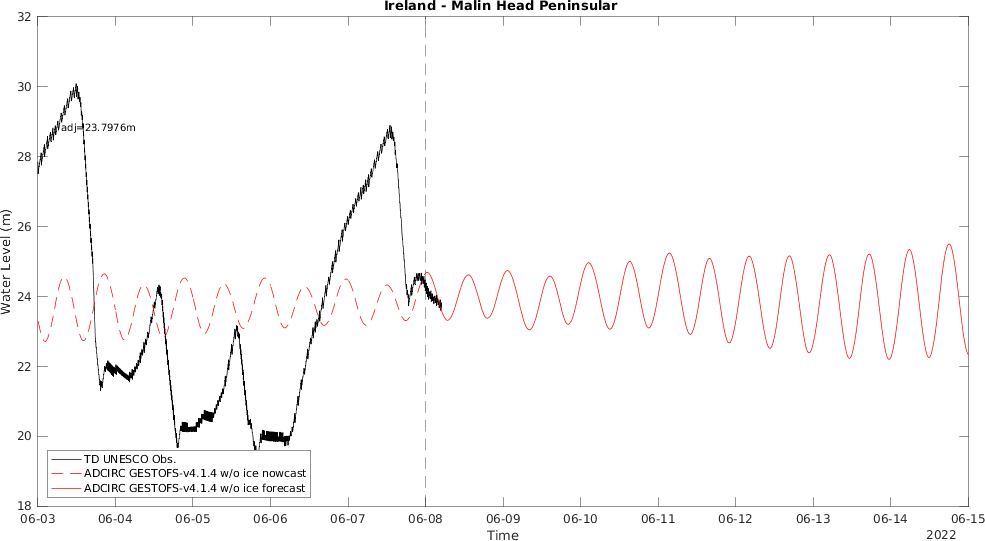 Ireland - Malin Head Peninsular
32
30
28
26
24
22
20
18
Water Level (m)
adj=23.7976m
TD UNESCO Obs.
ADCIRC GESTOFS-v4.1.4 w/o ice nowcast
ADCIRC GESTOFS-v4.1.4 w/o ice forecast
06-03 06-04 06-05 06-06 06-07 06-08 06-09 06-10 06-11 06-12 06-13 06-14 06-15
Time
2022